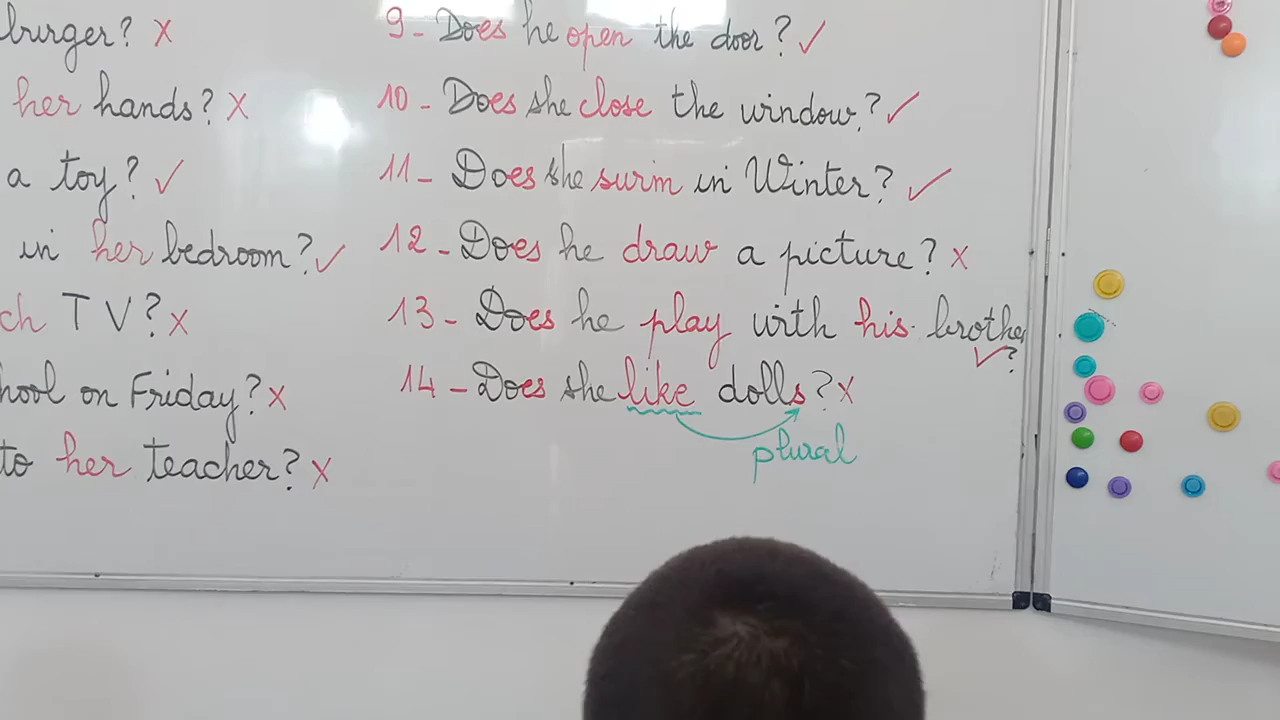 burger? X
her hands? X
a toy? ✓
in her bedroom? ✓
ch TV? X
hool on Friday? X
to her teacher? X
9- Does he open the door? ✓
10- Does she close the window? ✓
11- Does she swim in Winter? ✓
12- Does he draw a picture? X
13- Does he play with his brother
✓ ?
14- Does she like dolls? X
plural